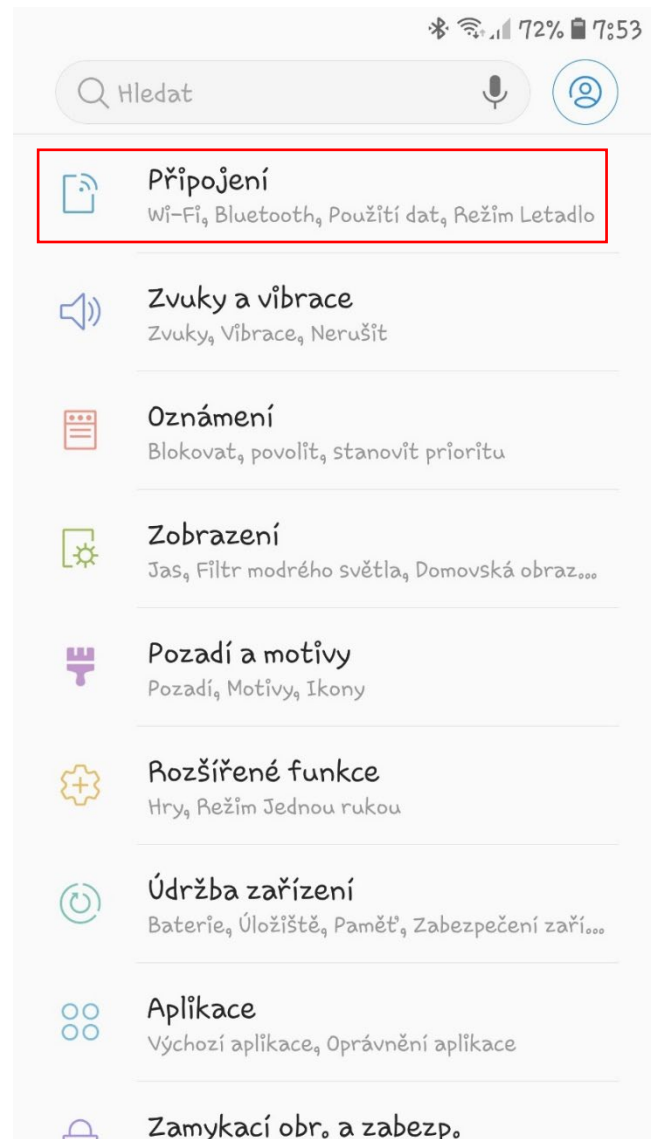 72% 7:53
Hledat
Připojení
Wi-Fi, Bluetooth, Použití dat, Režim Letadlo
Zvuky a vibrace
Zvuky, Vibrace, Nerušit
Oznámení
Blokovat, povolit, stanovit prioritu
Zobrazení
Jas, Filtr modrého světla, Domovská obraz...
Pozadí a motivy
Pozadí, Motivy, Ikony
Rozšířené funkce
Hry, Režim Jednou rukou
Údržba zařízení
Baterie, Úložiště, Paměť, Zabezpečení zaří...
Aplikace
Výchozí aplikace, Oprávnění aplikace
Zamykací obr. a zabezp.